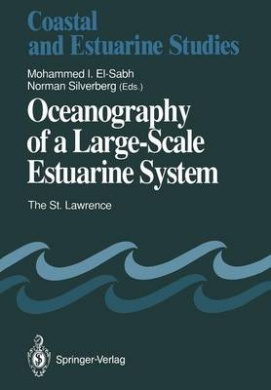 Coastal
and Estuarine Studies
Mohammed I. El-Sabh
Norman Silverberg (Eds.)
Oceanography
of a Large-Scale
Estuarine System
The St. Lawrence
Springer-Verlag